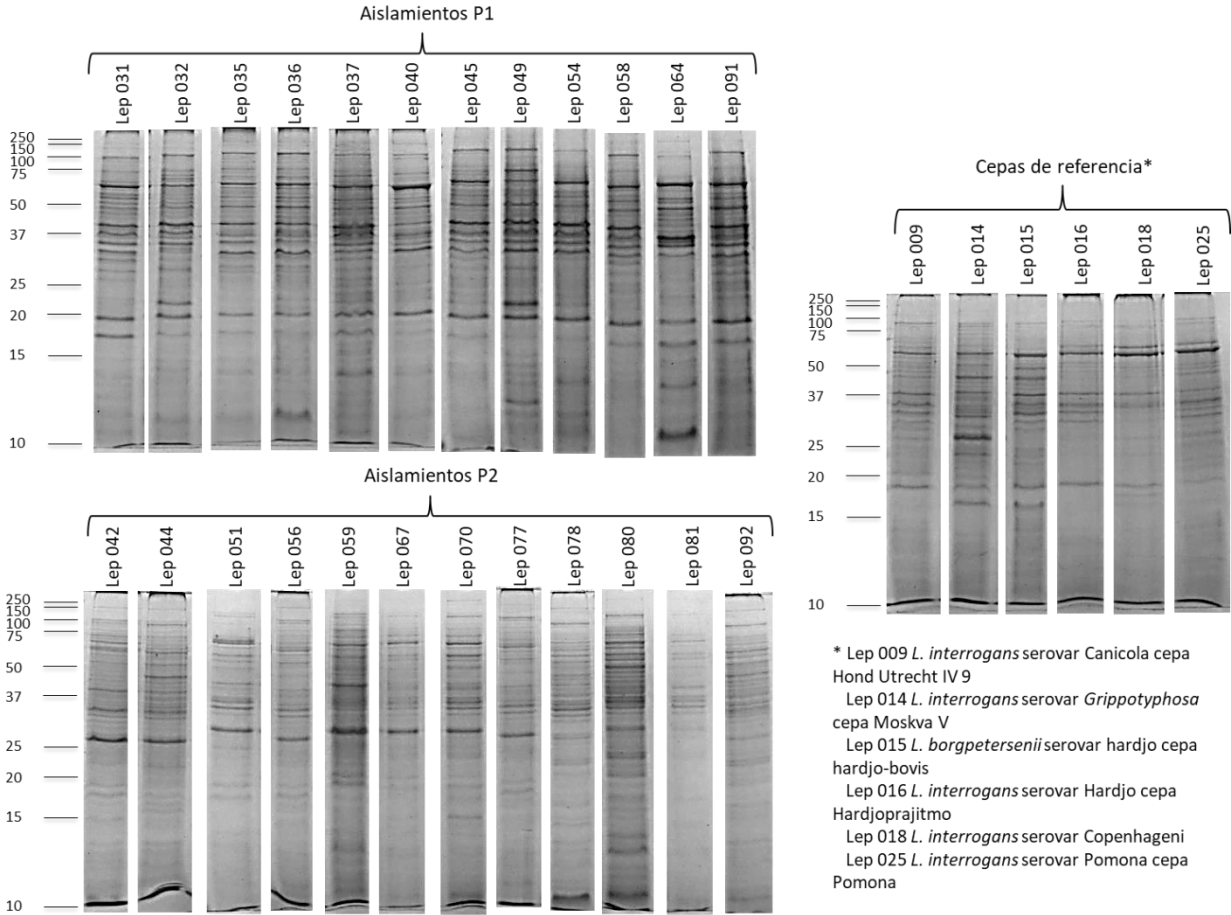 Aislamientos P1
Lep 031
Lep 032
Lep 035
Lep 036
Lep 037
Lep 040
Lep 045
Lep 049
Lep 054
Lep 058
Lep 064
Lep 091
250
150
100
75
50
37
25
20
15
10
Aislamientos P2
Lep 042
Lep 044
Lep 051
Lep 056
Lep 059
Lep 067
Lep 070
Lep 077
Lep 078
Lep 080
Lep 081
Lep 092
250
150
100
75
50
37
25
20
15
10
Cepas de referencia*
Lep 009
Lep 014
Lep 015
Lep 016
Lep 018
Lep 025
250
150
100
75
50
37
25
20
15
10
* Lep 009 L. interrogans serovar Canicola cepa
Hond Utrecht IV 9
Lep 014 L. interrogans serovar Grippotyphosa
cepa Moskva V
Lep 015 L. borgpetersenii serovar hardjo cepa
hardjo-bovis
Lep 016 L. interrogans serovar Hardjo cepa
Hardjoprajitmo
Lep 018 L. interrogans serovar Copenhageni
Lep 025 L. interrogans serovar Pomona cepa
Pomona